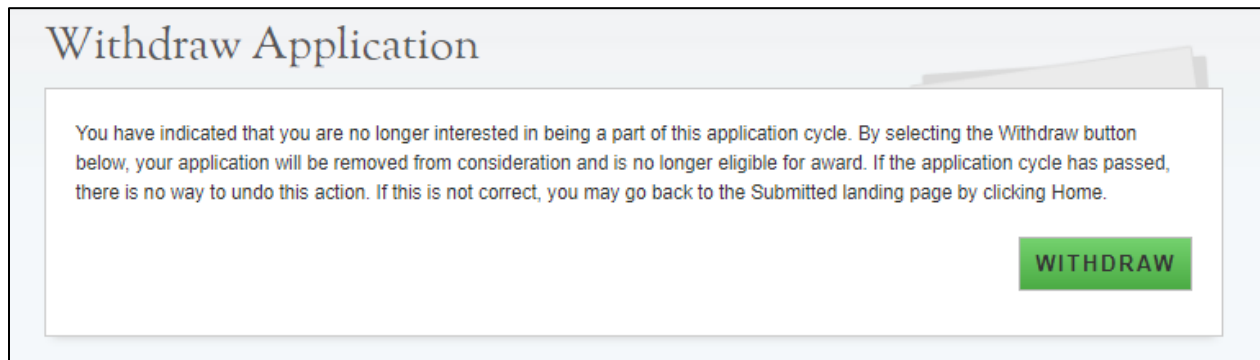 Withdraw Application
You have indicated that you are no longer interested in being a part of this application cycle. By selecting the Withdraw button
below, your application will be removed from consideration and is no longer eligible for award. If the application cycle has passed,
there is no way to undo this action. If this is not correct, you may go back to the Submitted landing page by clicking Home.
WITHDRAW